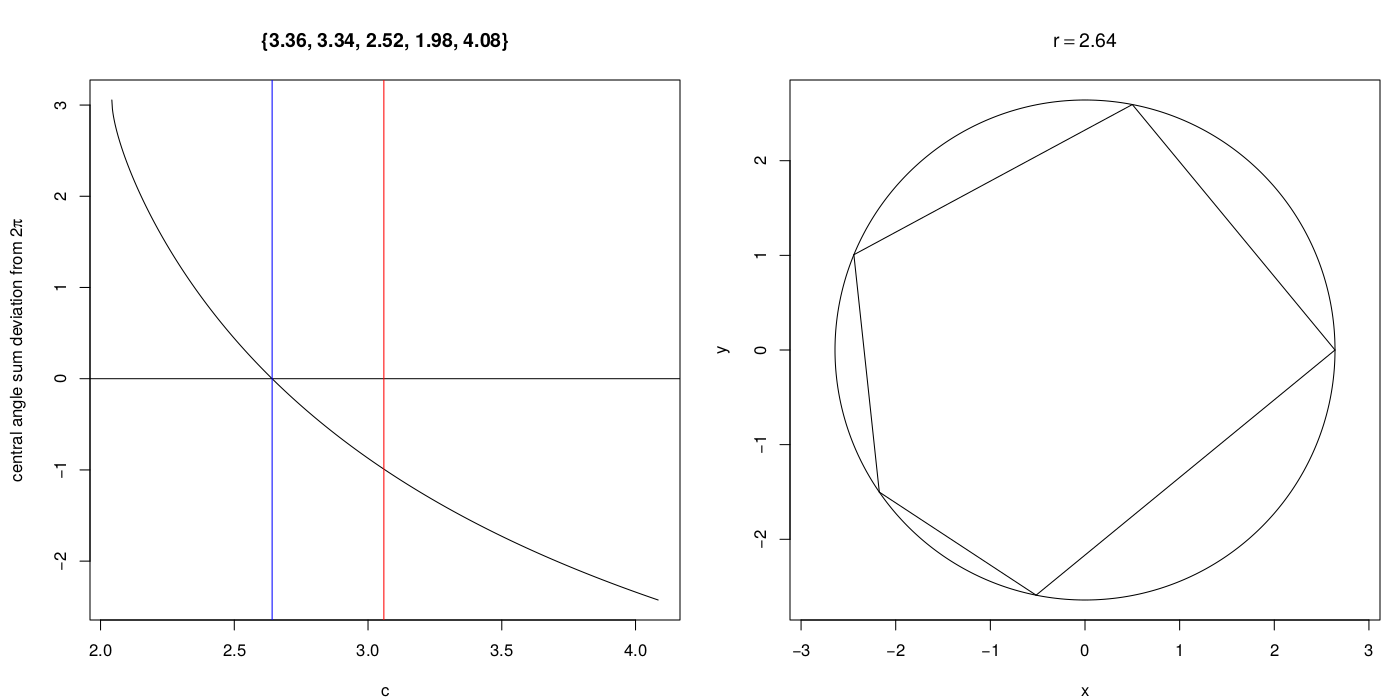 {3.36, 3.34, 2.52, 1.98, 4.08}
central angle sum deviation from 2π
3
2
1
0
−1
−2
2.0 2.5 3.0 3.5 4.0
c
r = 2.64
y
2
1
0
−1
−2
−3 −2 −1 0 1 2 3
x